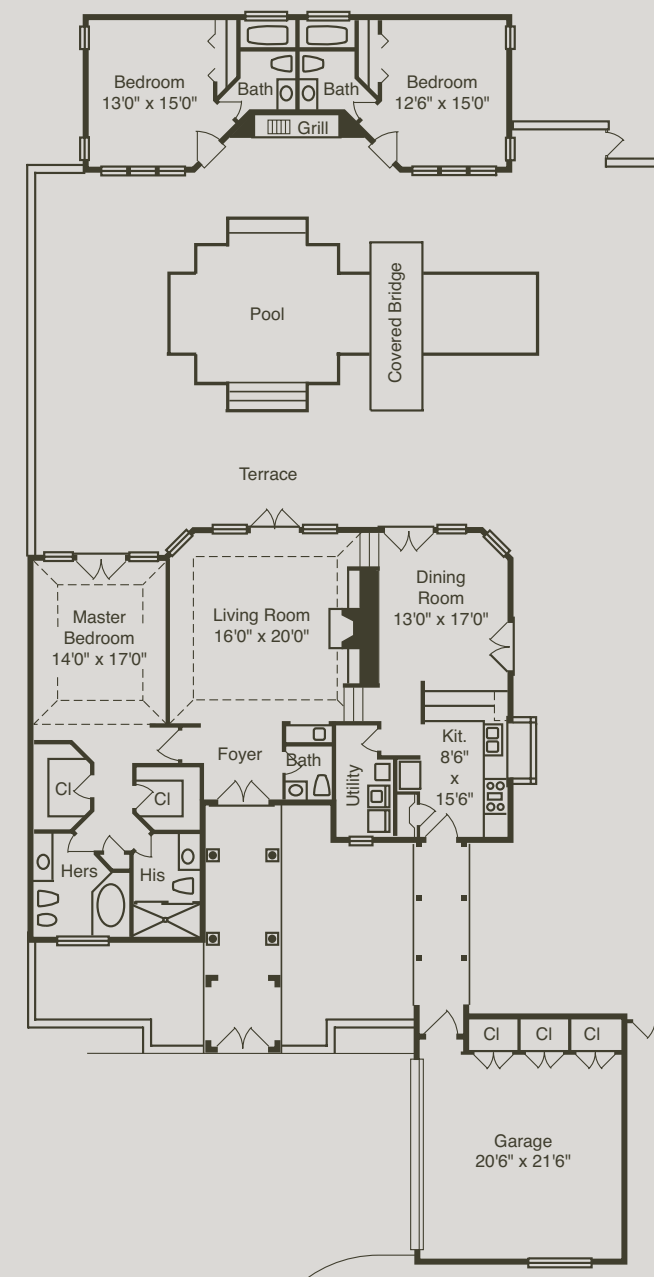 Bedroom
13'0" x 15'0"
Bath
Bath
Bedroom
12'6" x 15'0"
Grill
Pool
Covered Bridge
Terrace
Master
Bedroom
14'0" x 17'0"
Living Room
16'0" x 20'0"
Dining
Room
13'0" x 17'0"
Foyer
Bath
Utility
Kit.
8'6"
x
15'6"
Cl
Cl
Hers
His
Cl
Cl
Cl
Garage
20'6" x 21'6"